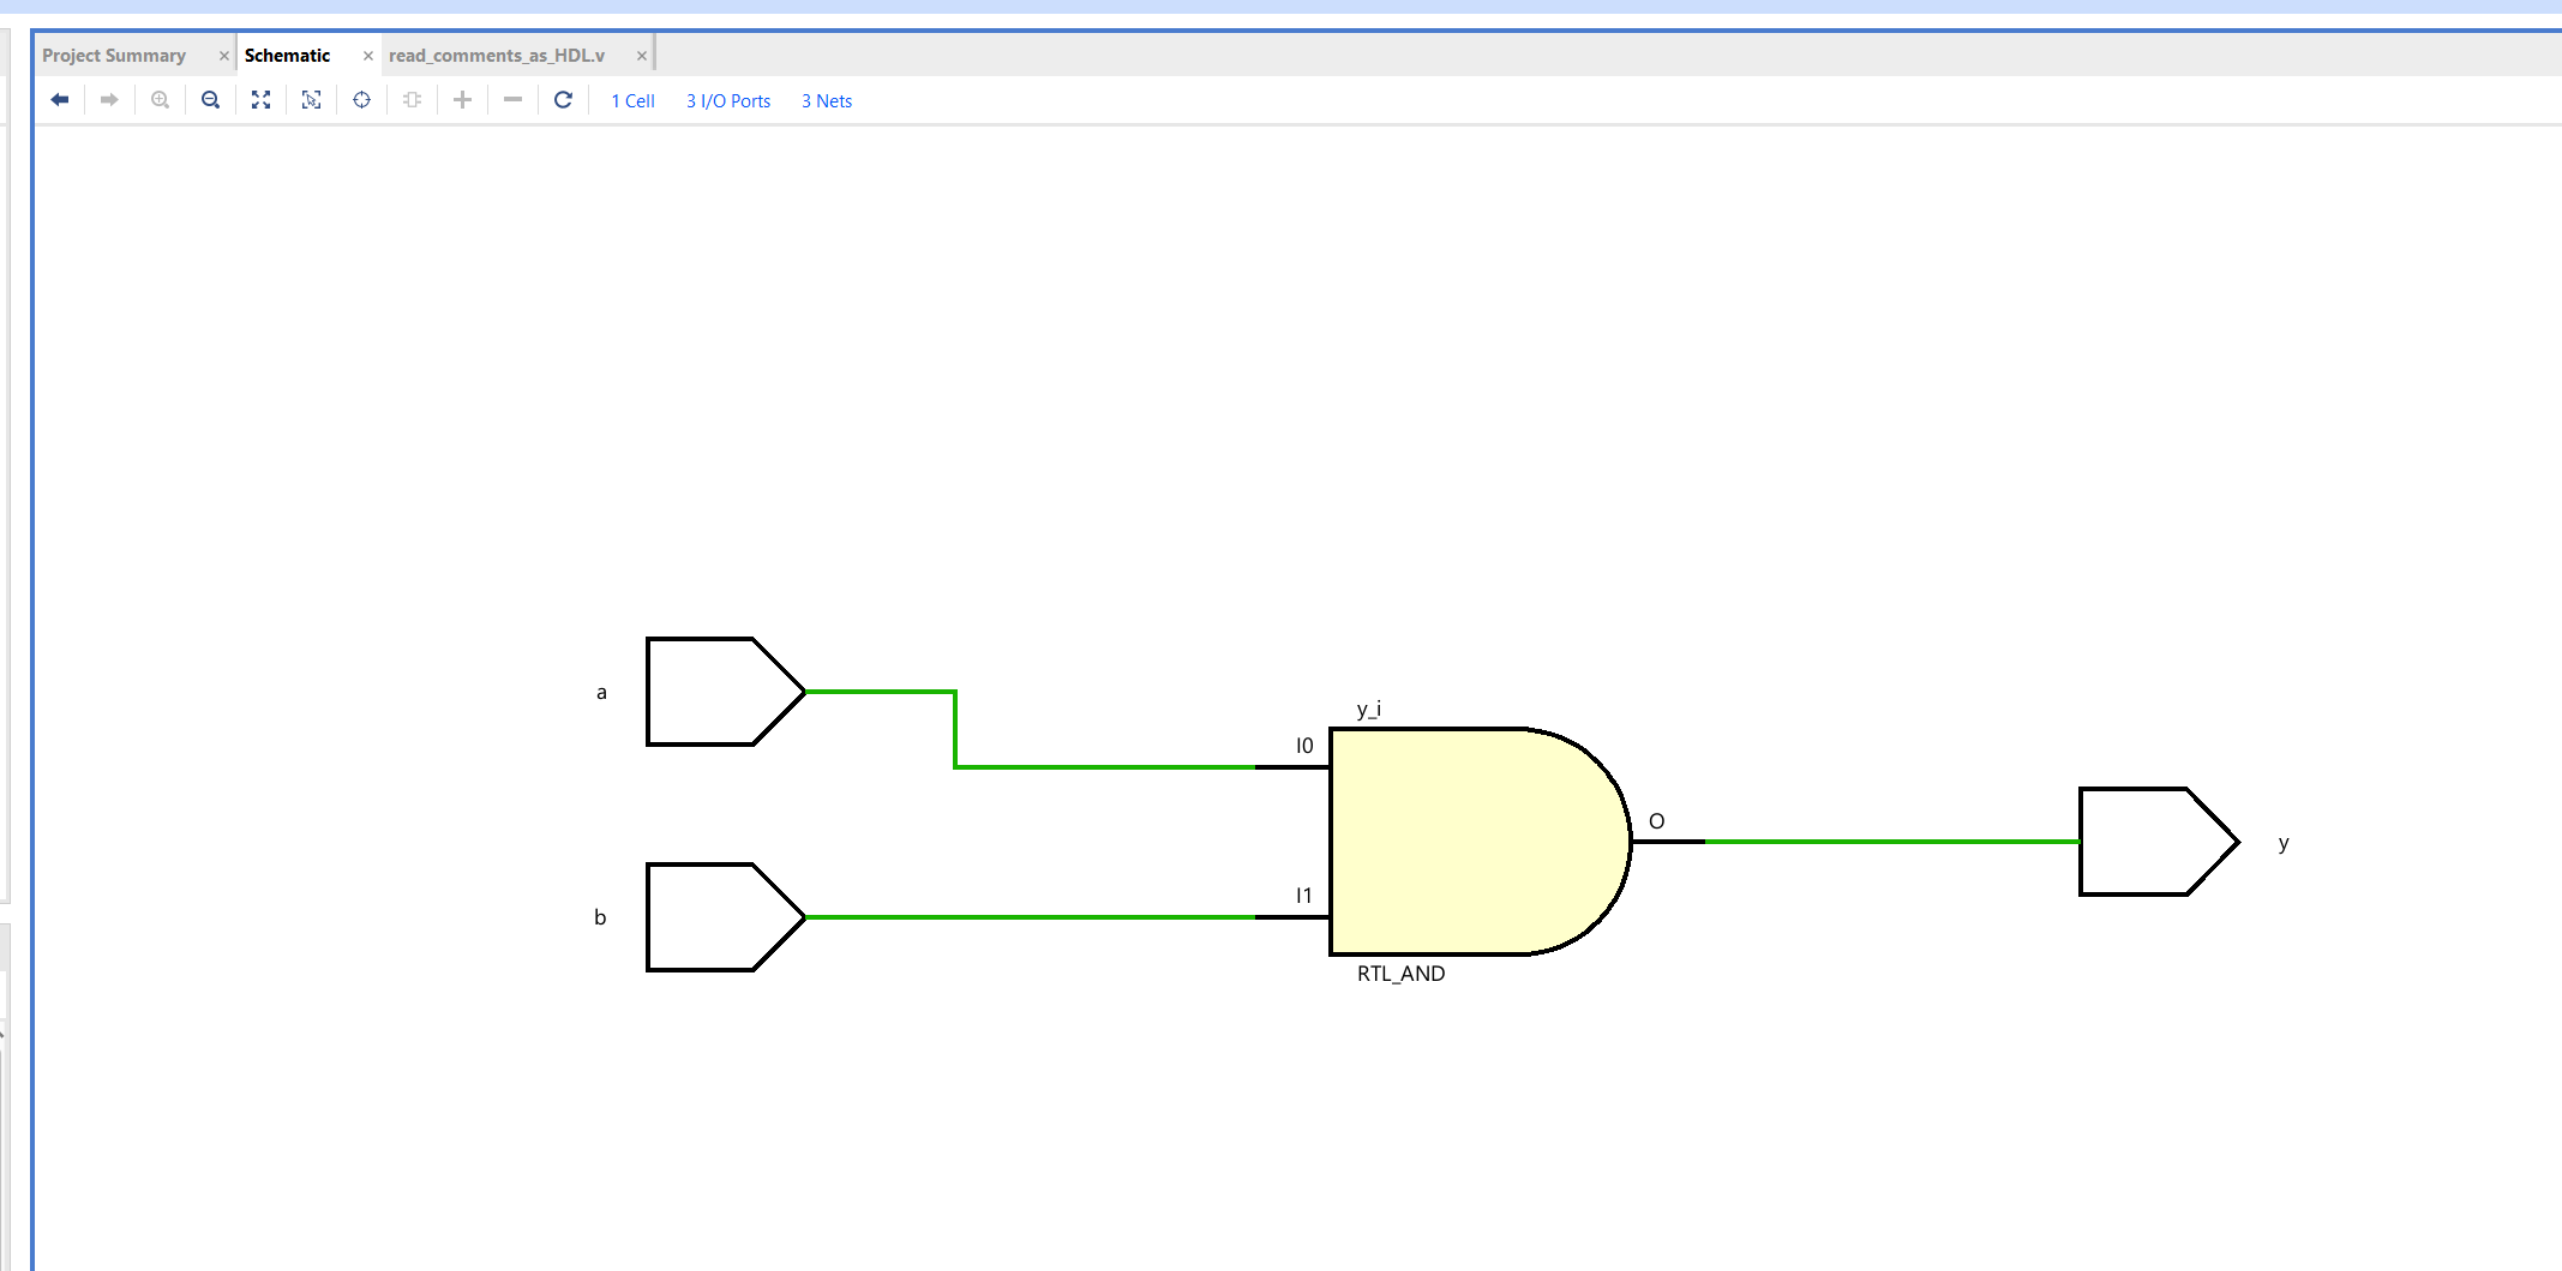 Project Summary × Schematic × read_comments_as_HDL.v ×
1 Cell 3 I/O Ports 3 Nets
a
y_i
I0
O
y
I1
b
RTL_AND